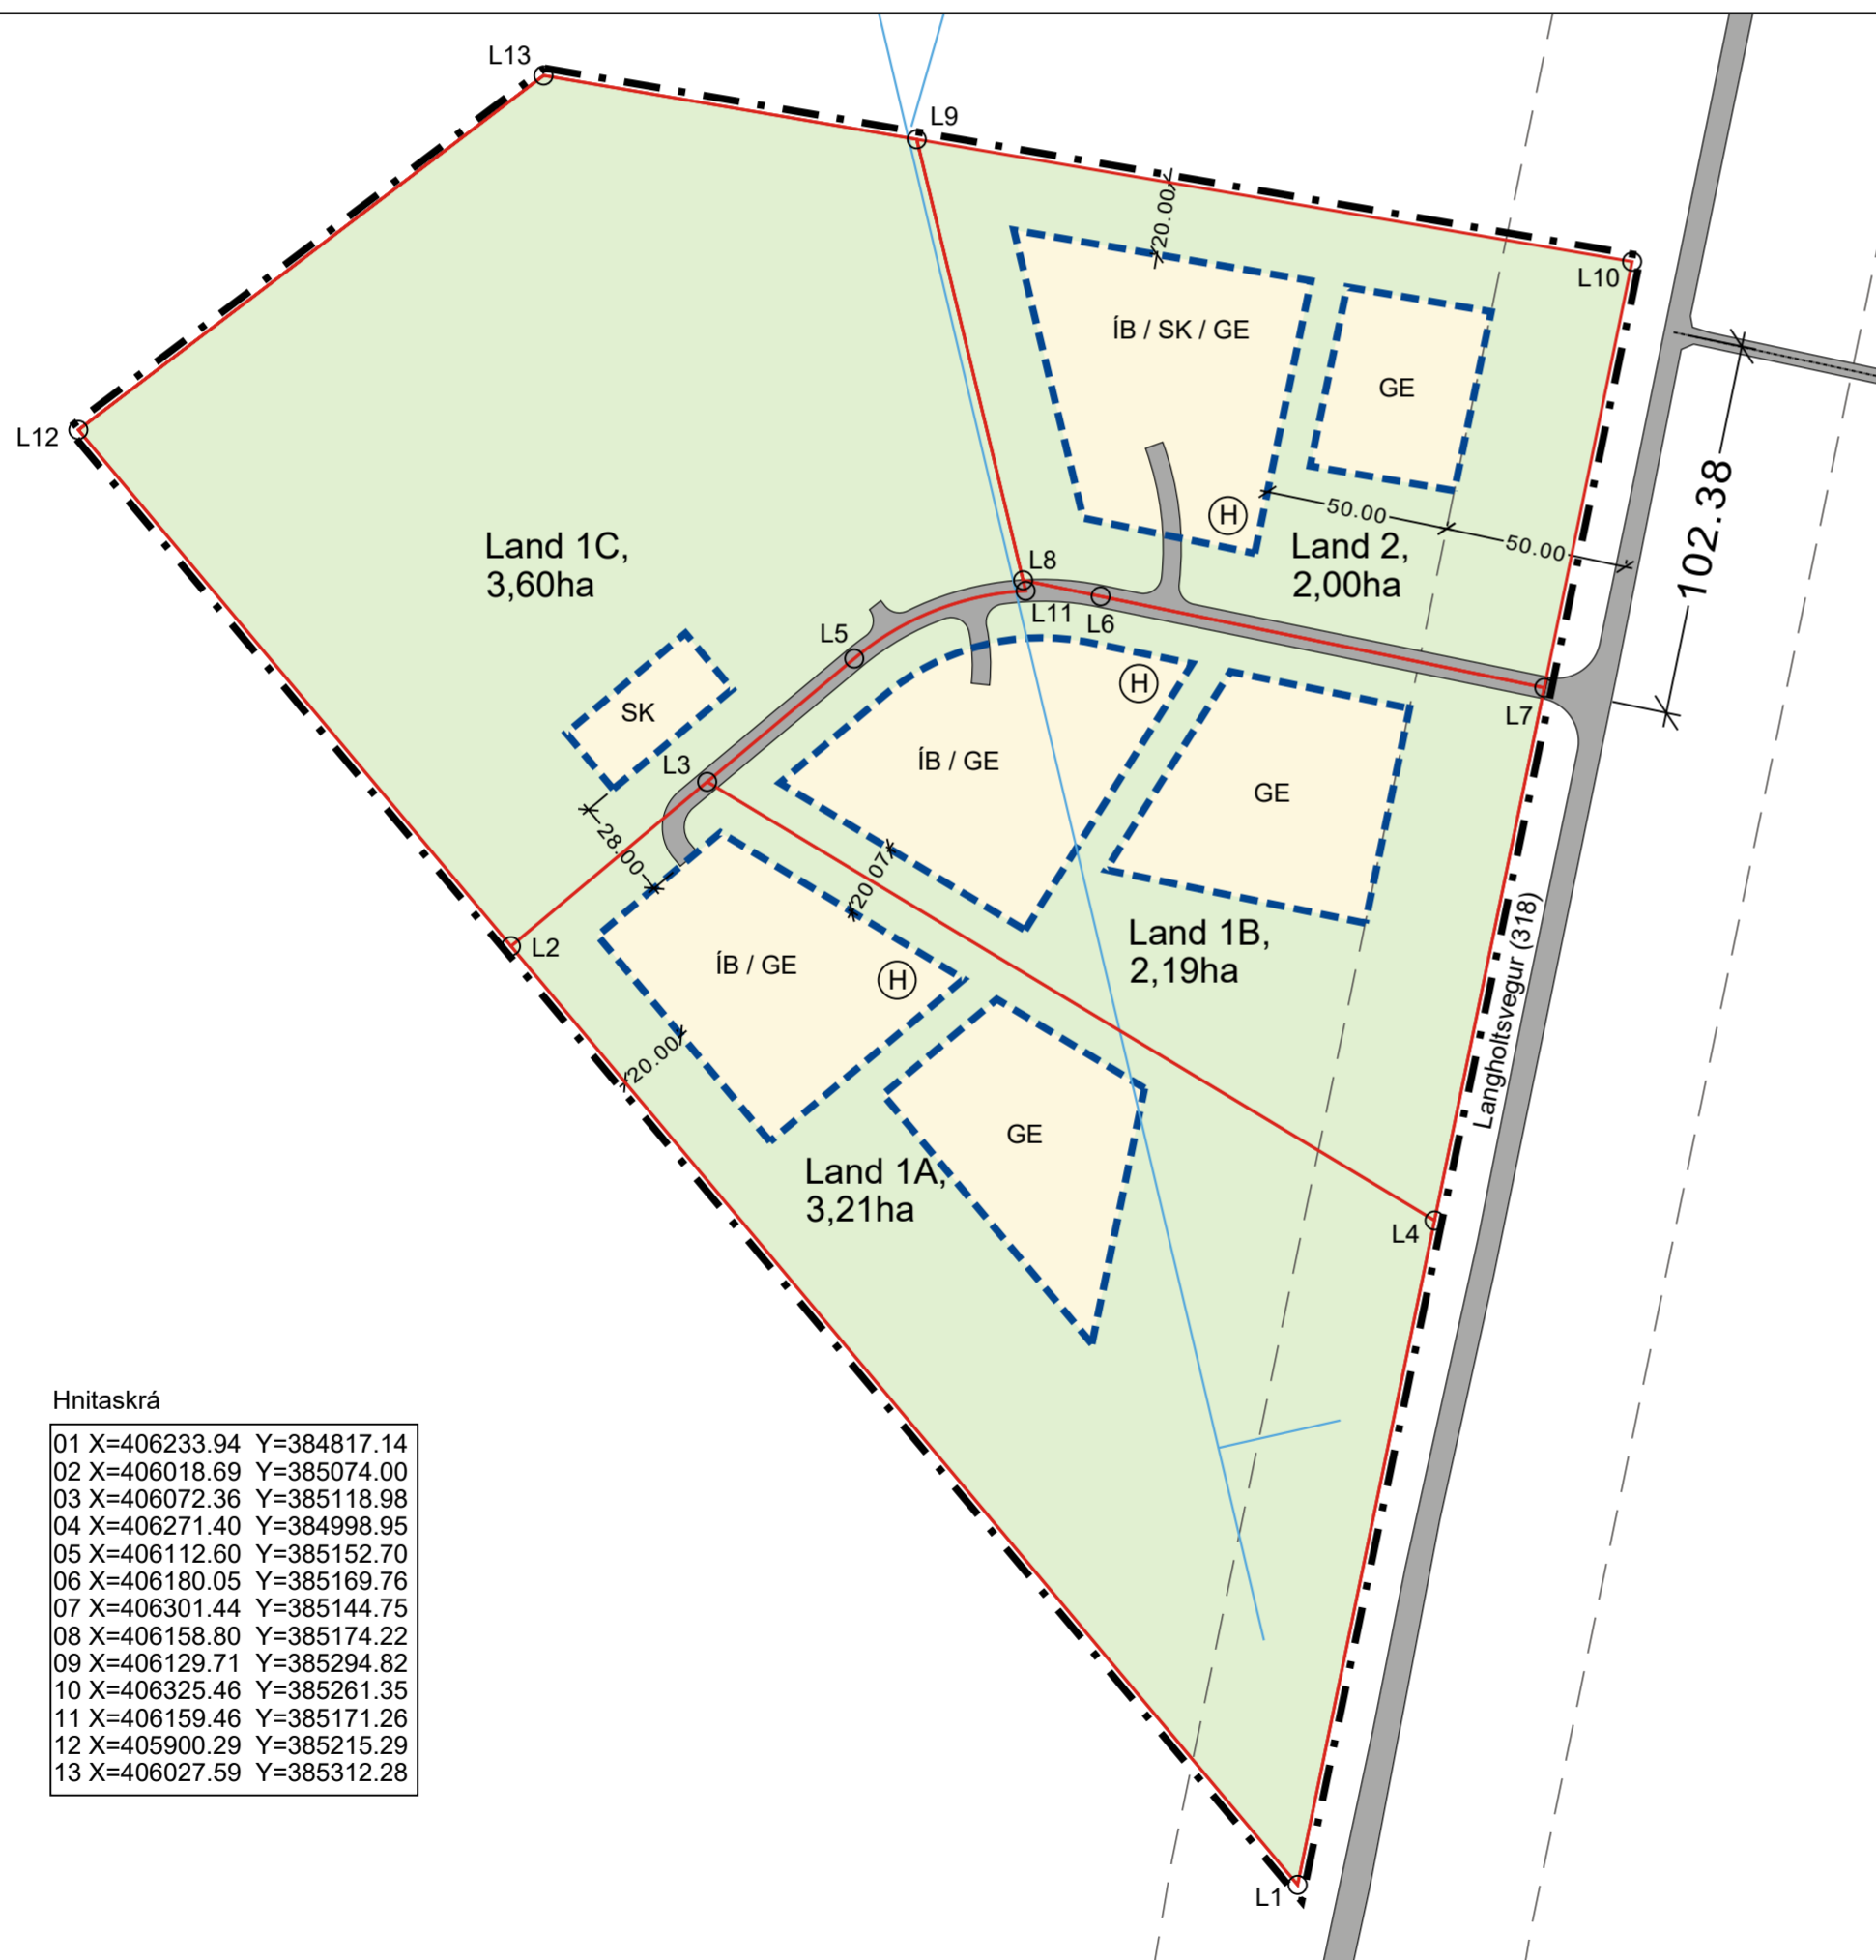 L13
L9
20.00
L10
ÍB / SK / GE
GE
L12
50.00
H
50.00
102.38
Land 1C,
3,60ha
Land 2,
2,00ha
L8
L11
L6
L5
H
SK
L7
L3
ÍB / GE
GE
28.00
20.07
Langholtsvegur (318)
Land 1B,
2,19ha
L2
ÍB / GE
H
20.00
GE
Land 1A,
3,21ha
L4
Hnitaskrá
01 X=406233.94 Y=384817.14
02 X=406018.69 Y=385074.00
03 X=406072.36 Y=385118.98
04 X=406271.40 Y=384998.95
05 X=406112.60 Y=385152.70
06 X=406180.05 Y=385169.76
07 X=406301.44 Y=385144.75
08 X=406158.80 Y=385174.22
09 X=406129.71 Y=385294.82
10 X=406325.46 Y=385261.35
11 X=406159.46 Y=385171.26
12 X=405900.29 Y=385215.29
13 X=406027.59 Y=385312.28
L1